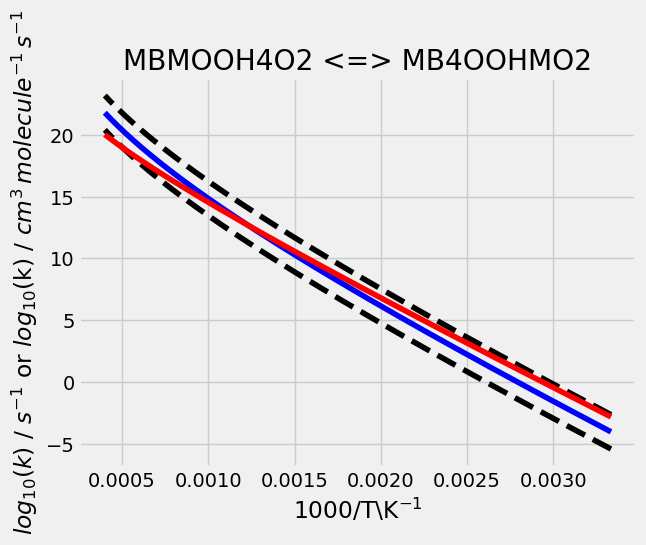 MBMOOH4O2 <=> MB4OOHMO2
log₁₀(k) / s⁻¹ or log₁₀(k) / cm³ molecule⁻¹ s⁻¹
20
15
10
5
0
−5
0.0005 0.0010 0.0015 0.0020 0.0025 0.0030
1000/T\K⁻¹